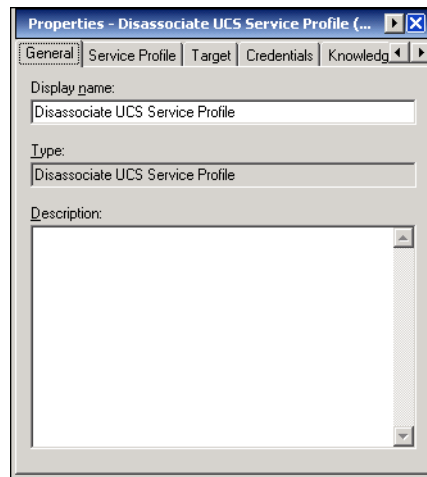 Properties - Disassociate UCS Service Profile (...
General Service Profile Target Credentials Knowledg
Display name:
Disassociate UCS Service Profile
Type:
Disassociate UCS Service Profile
Description: